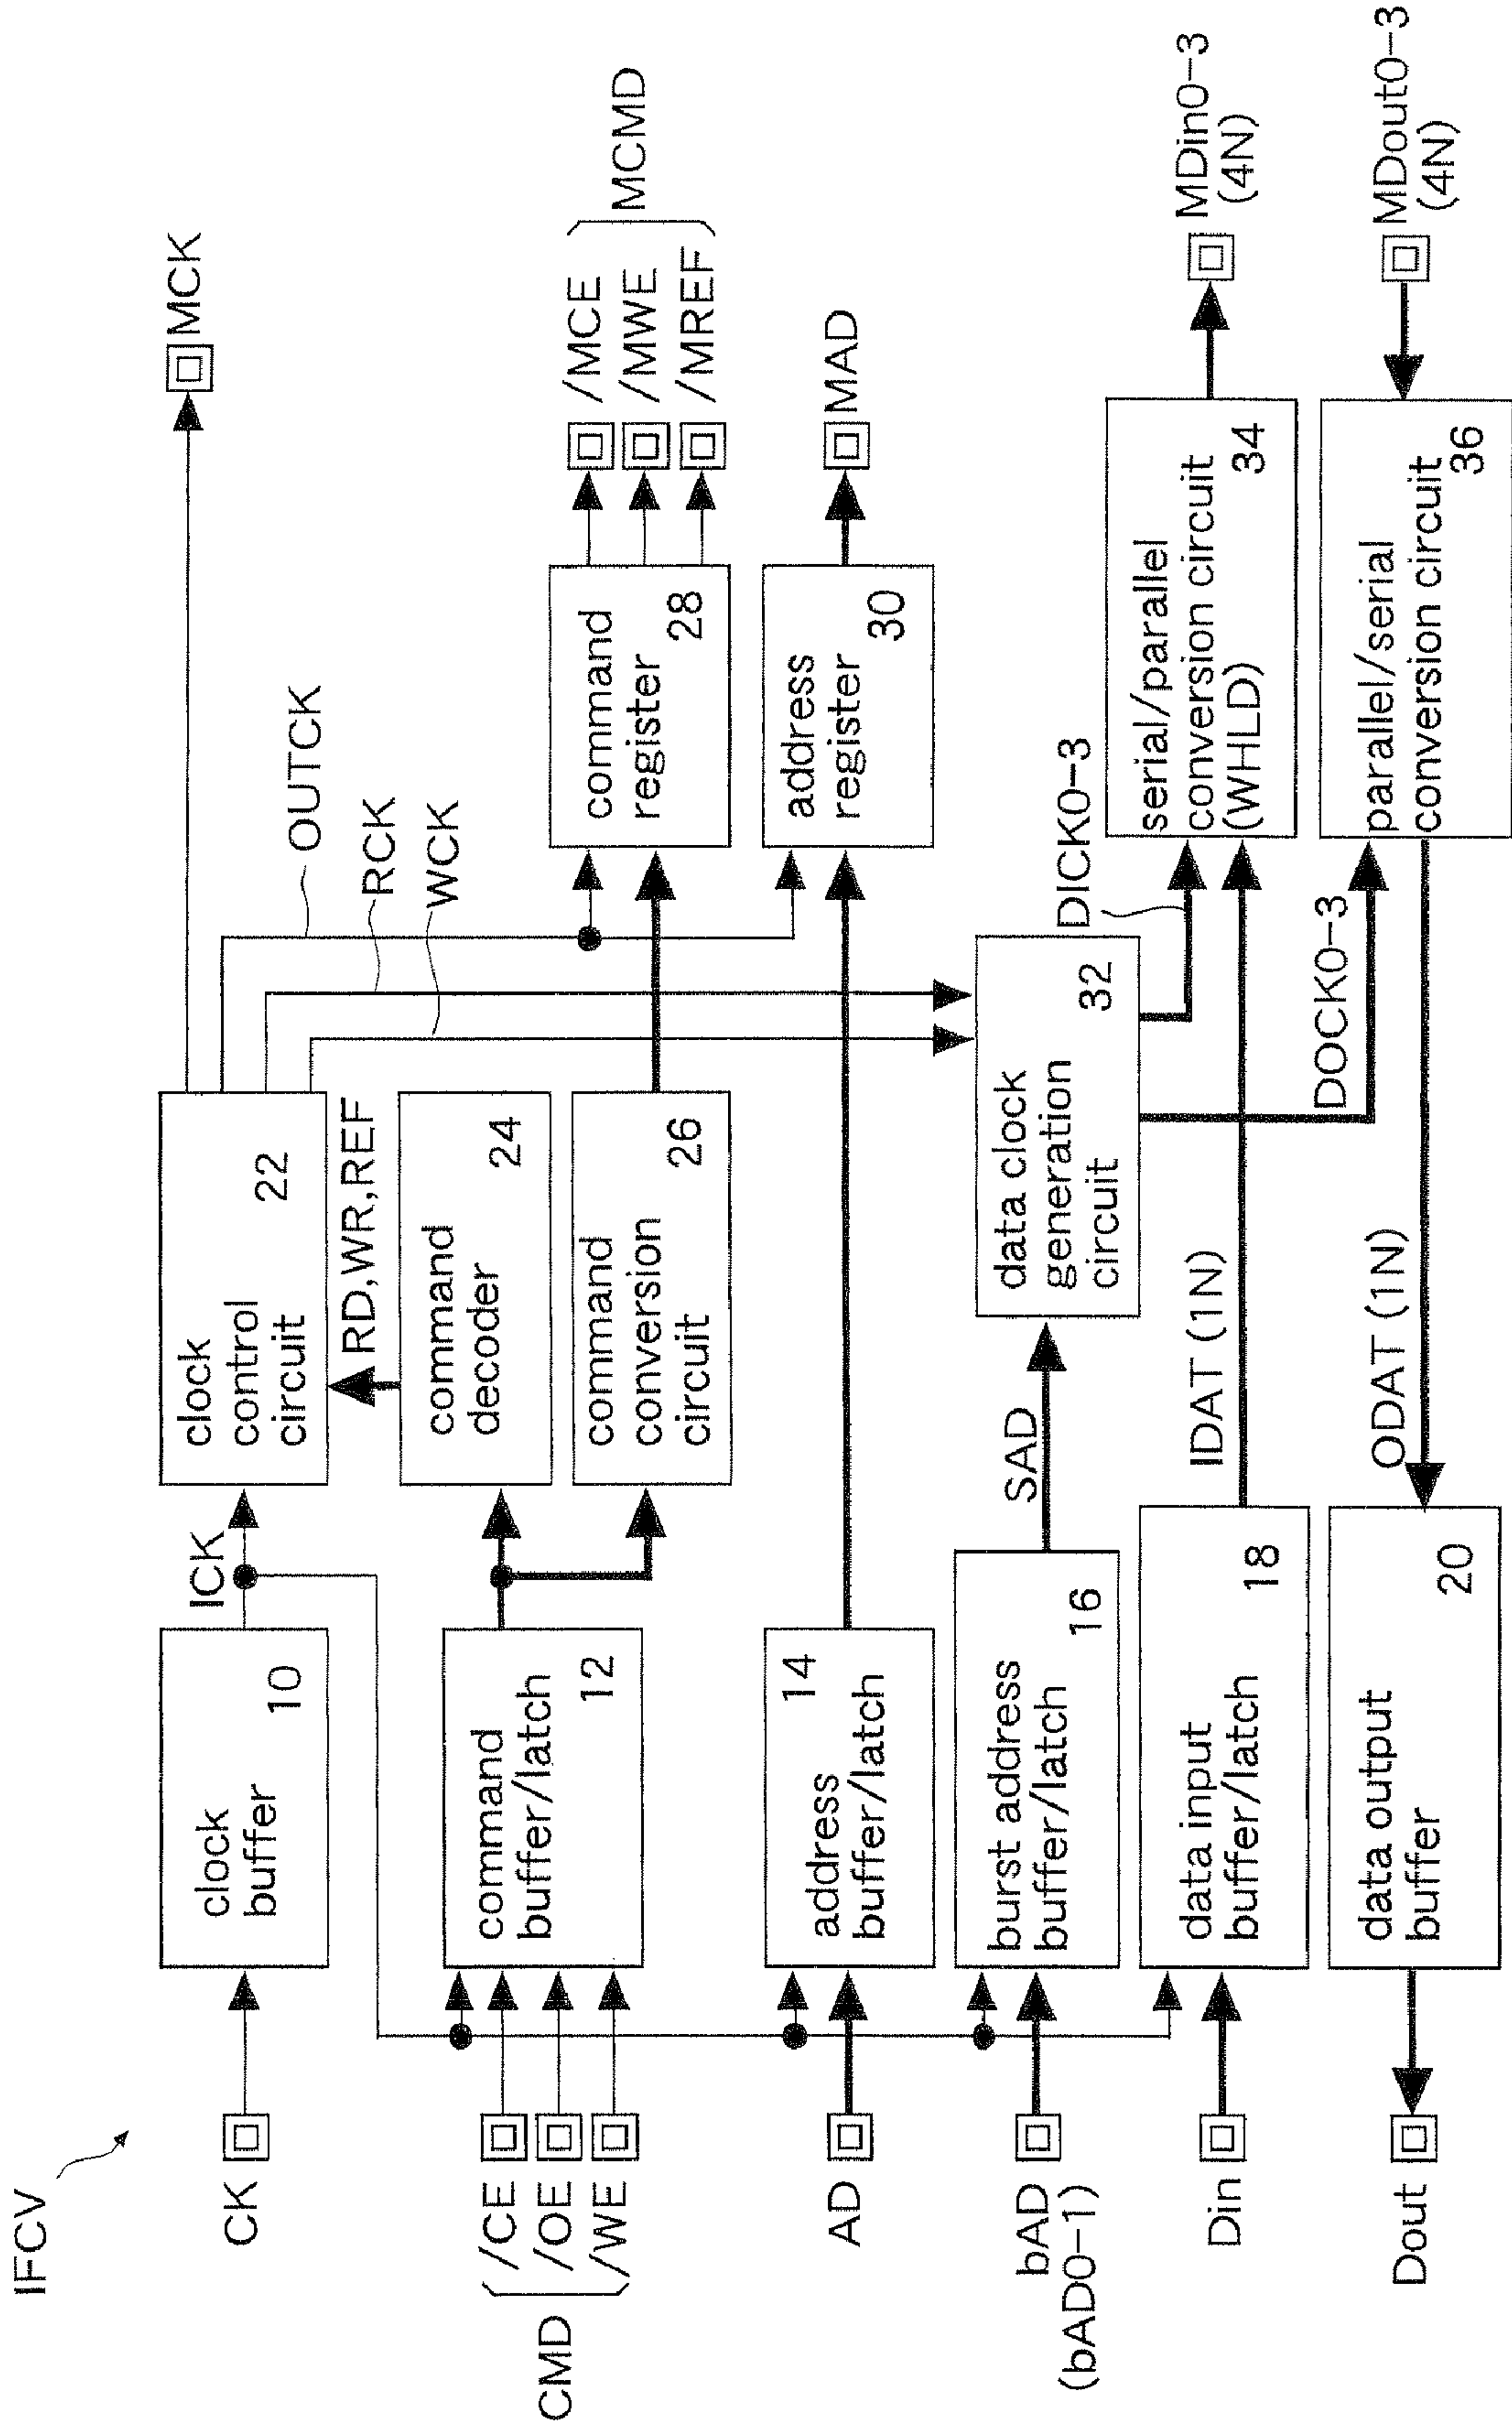 IFCV
CK
clock
buffer
10
ICK
clock
control
circuit
22
MCK
OUTCK
RCK
WCK
RD,WR,REF
CMD
/CE
/OE
/WE
command
buffer/latch
12
command
decoder
24
command
conversion
circuit
26
command
register
28
/MCE
/MWE
/MREF
MCMD
AD
address
buffer/latch
14
address
register
30
MAD
bAD
(bAD0-1)
burst address
buffer/latch
16
SAD
data clock
generation
circuit
32
DICK0-3
Din
data input
buffer/latch
18
IDAT (1N)
serial/parallel
conversion circuit
(WHLD)
34
MDin0-3
(4N)
DOCK0-3
Dout
data output
buffer
20
ODAT (1N)
parallel/serial
conversion circuit
36
MDout0-3
(4N)